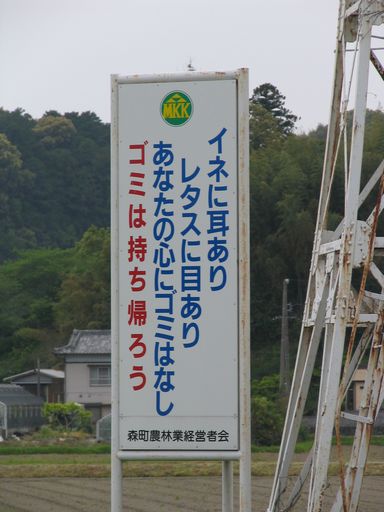 MKK
イネに耳あり
レタスに目あり
あなたの心にゴミはなし
ゴミは持ち帰ろう
森町農林業経営者会